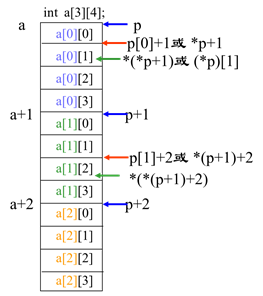 int a[3][4];
a p
a[0][0]
p[0]+1或 *p+1
a[0][1]
*(*p+1)或 (*p)[1]
a[0][2]
a[0][3]
a+1 p+1
a[1][0]
a[1][1]
p[1]+2或 *(p+1)+2
a[1][2]
*(*(p+1)+2)
a[1][3]
a+2 p+2
a[2][0]
a[2][1]
a[2][2]
a[2][3]